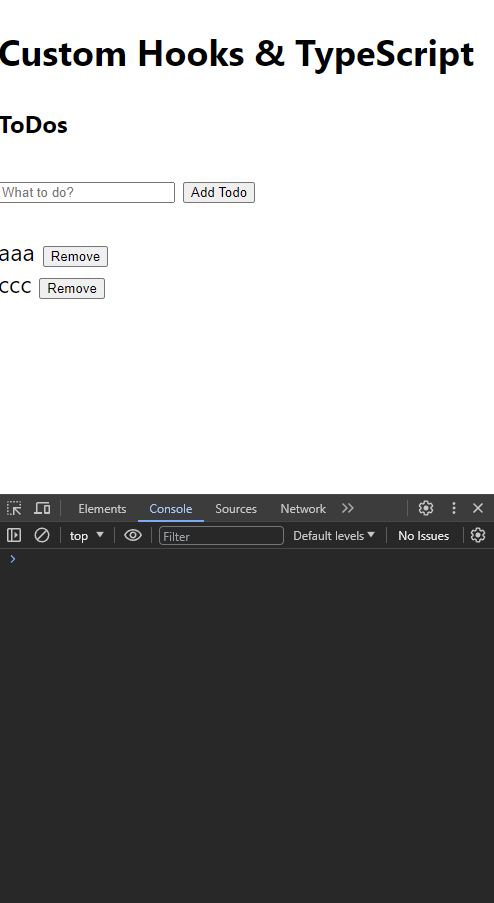 Custom Hooks & TypeScript
ToDos
What to do? Add Todo
aaa Remove
ccc Remove
Elements Console Sources Network
top Filter Default levels No Issues